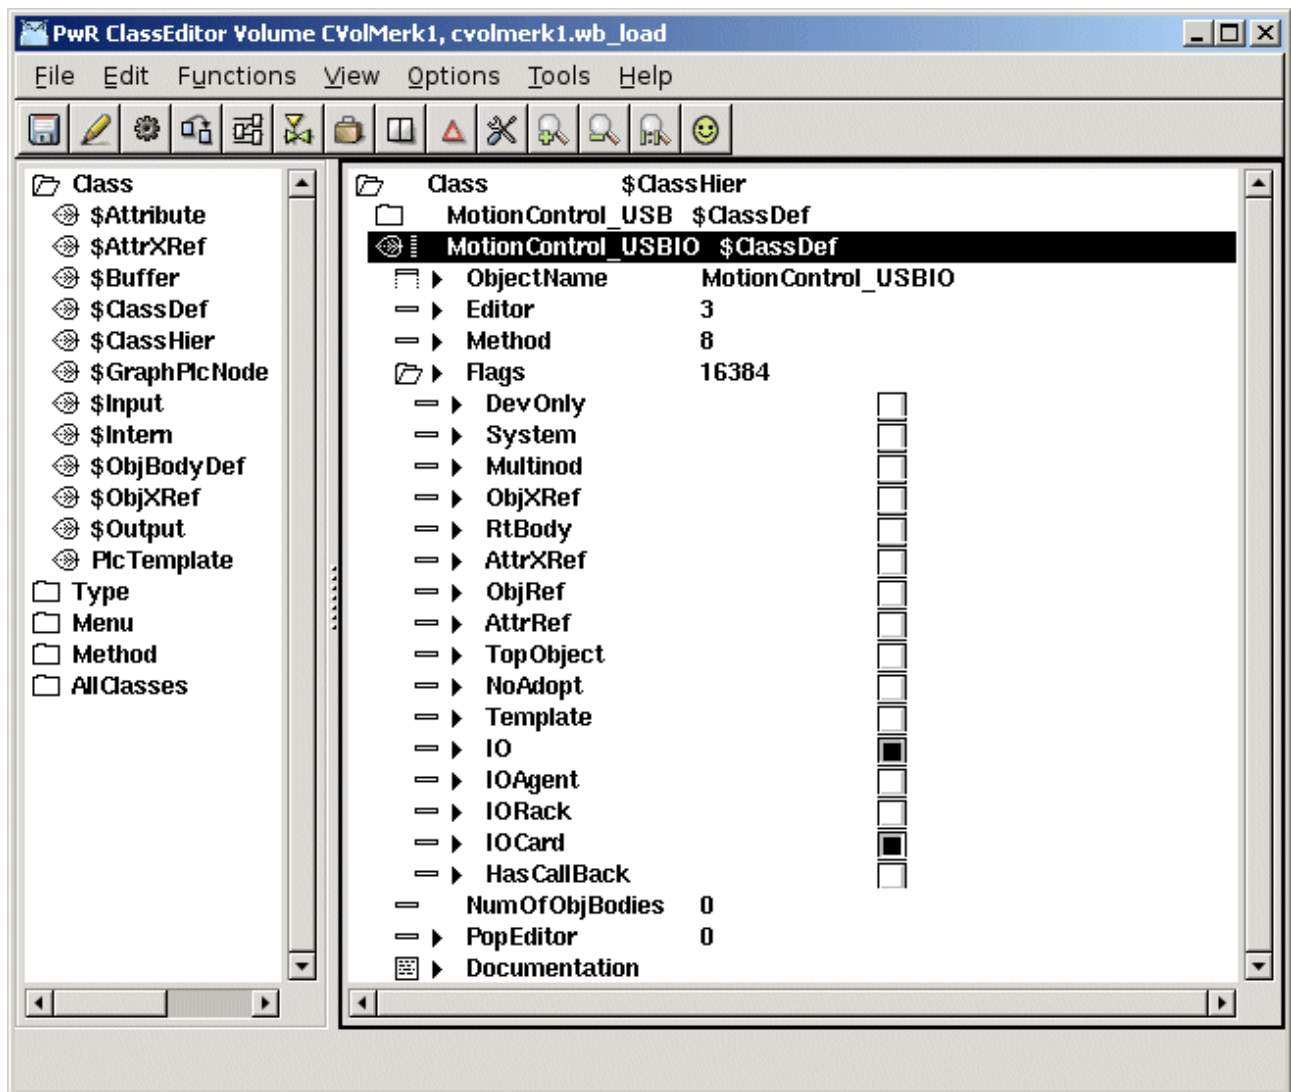 PwR ClassEditor Volume CVolMerk1, cvolmerk1.wb_load
File Edit Functions View Options Tools Help
Class
$Attribute
$AttrXRef
$Buffer
$ClassDef
$ClassHier
$GraphPlcNode
$Input
$Intern
$ObjBodyDef
$ObjXRef
$Output
PlcTemplate
Type
Menu
Method
AllClasses
Class $ClassHier
MotionControl_USB $ClassDef
MotionControl_USBIO $ClassDef
ObjectName MotionControl_USBIO
Editor 3
Method 8
Flags 16384
DevOnly
System
Multinod
ObjXRef
RtBody
AttrXRef
ObjRef
AttrRef
TopObject
NoAdopt
Template
IO
IOAgent
IORack
IOCard
HasCallBack
NumOfObjBodies 0
PopEditor 0
Documentation